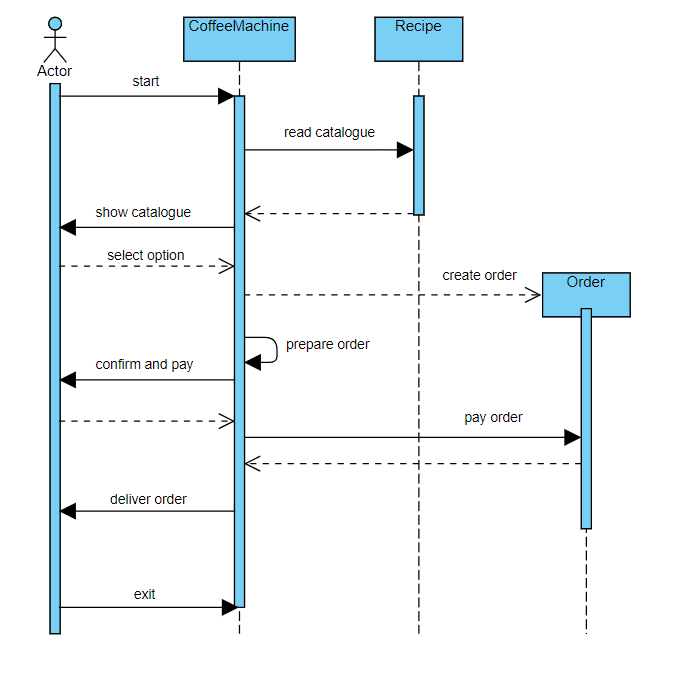 CoffeeMachine
Recipe
Actor
start
read catalogue
show catalogue
select option
create order
Order
prepare order
confirm and pay
pay order
deliver order
exit